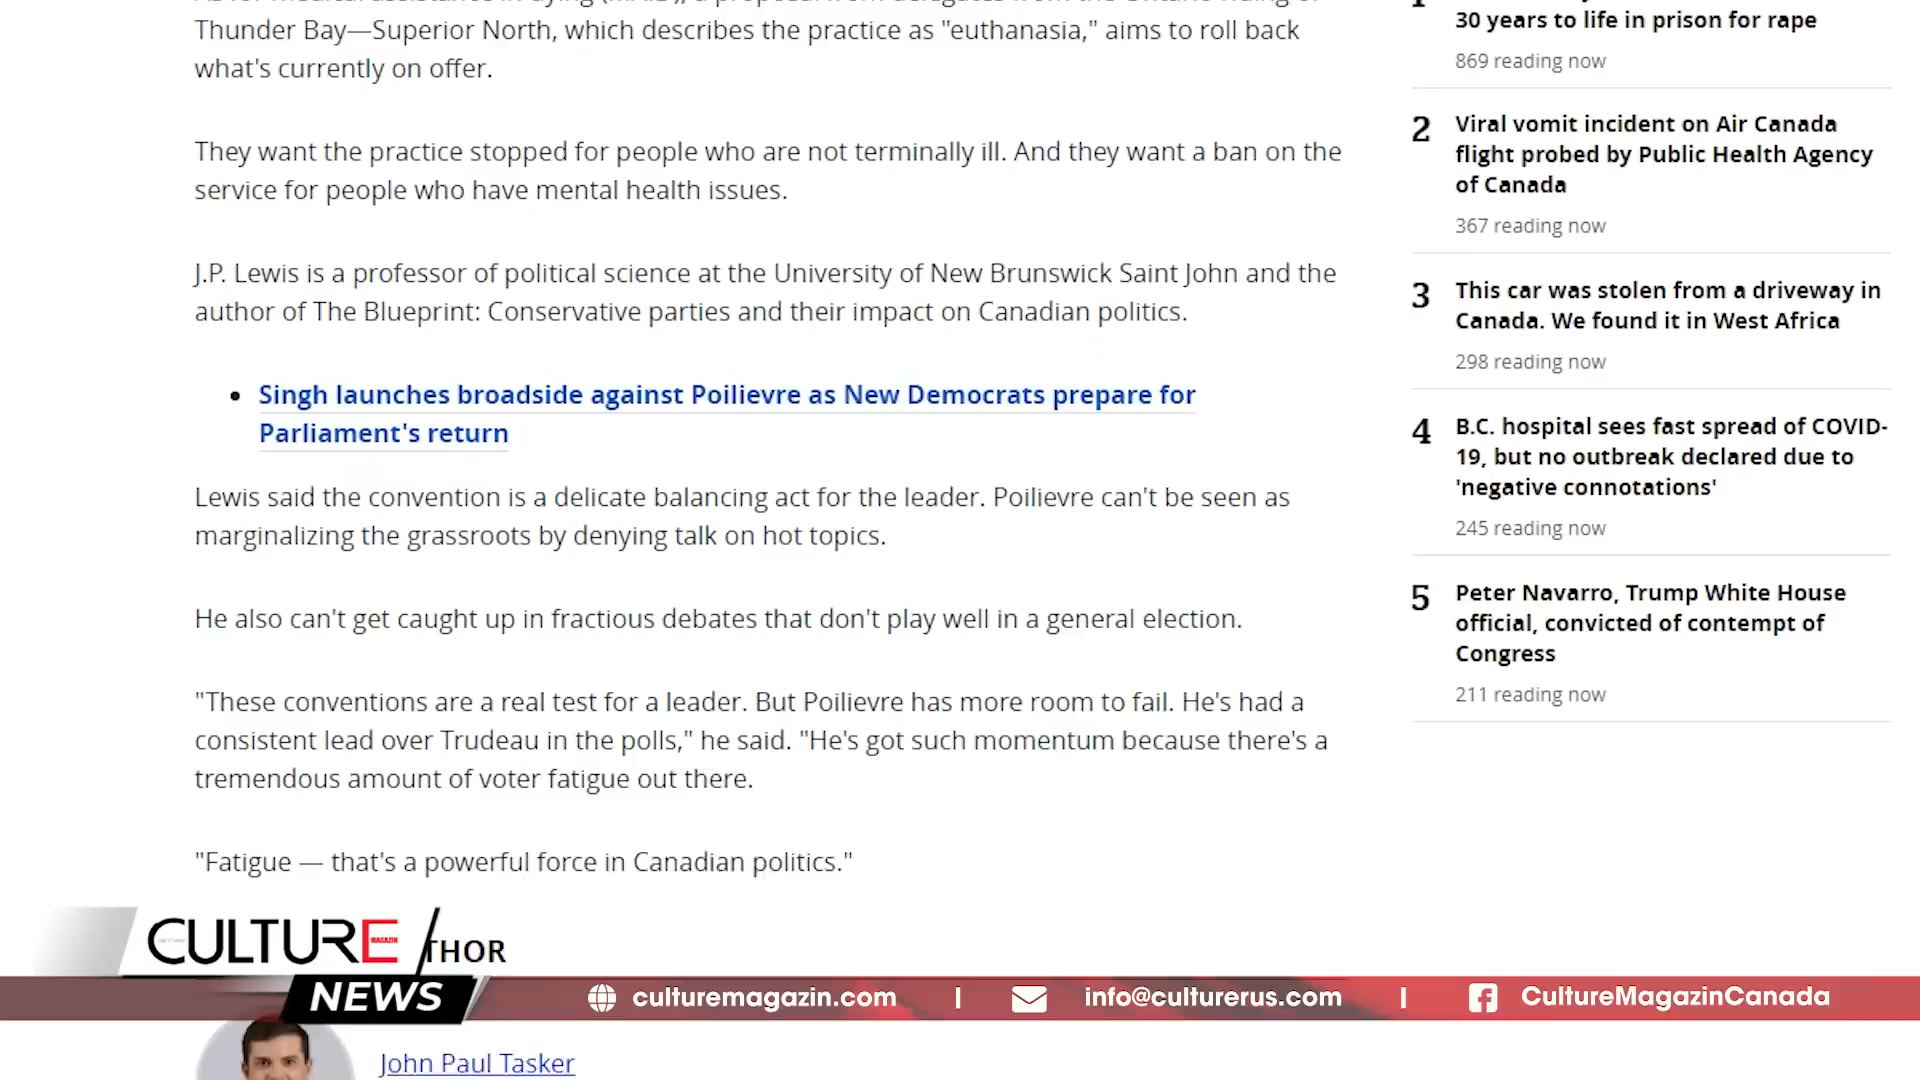 Thunder Bay—Superior North, which describes the practice as "euthanasia," aims to roll back
what's currently on offer.
They want the practice stopped for people who are not terminally ill. And they want a ban on the
service for people who have mental health issues.
J.P. Lewis is a professor of political science at the University of New Brunswick Saint John and the
author of The Blueprint: Conservative parties and their impact on Canadian politics.
• Singh launches broadside against Poilievre as New Democrats prepare for
Parliament's return
Lewis said the convention is a delicate balancing act for the leader. Poilievre can't be seen as
marginalizing the grassroots by denying talk on hot topics.
He also can't get caught up in fractious debates that don't play well in a general election.
"These conventions are a real test for a leader. But Poilievre has more room to fail. He's had a
consistent lead over Trudeau in the polls," he said. "He's got such momentum because there's a
tremendous amount of voter fatigue out there.
"Fatigue — that's a powerful force in Canadian politics."
THOR
John Paul Tasker
30 years to life in prison for rape
869 reading now
2 Viral vomit incident on Air Canada
flight probed by Public Health Agency
of Canada
367 reading now
3 This car was stolen from a driveway in
Canada. We found it in West Africa
298 reading now
4 B.C. hospital sees fast spread of COVID-
19, but no outbreak declared due to
'negative connotations'
245 reading now
5 Peter Navarro, Trump White House
official, convicted of contempt of
Congress
211 reading now
CULTURE MAGAZIN
NEWS
culturemagazin.com | info@culturerus.com | CultureMagazinCanada